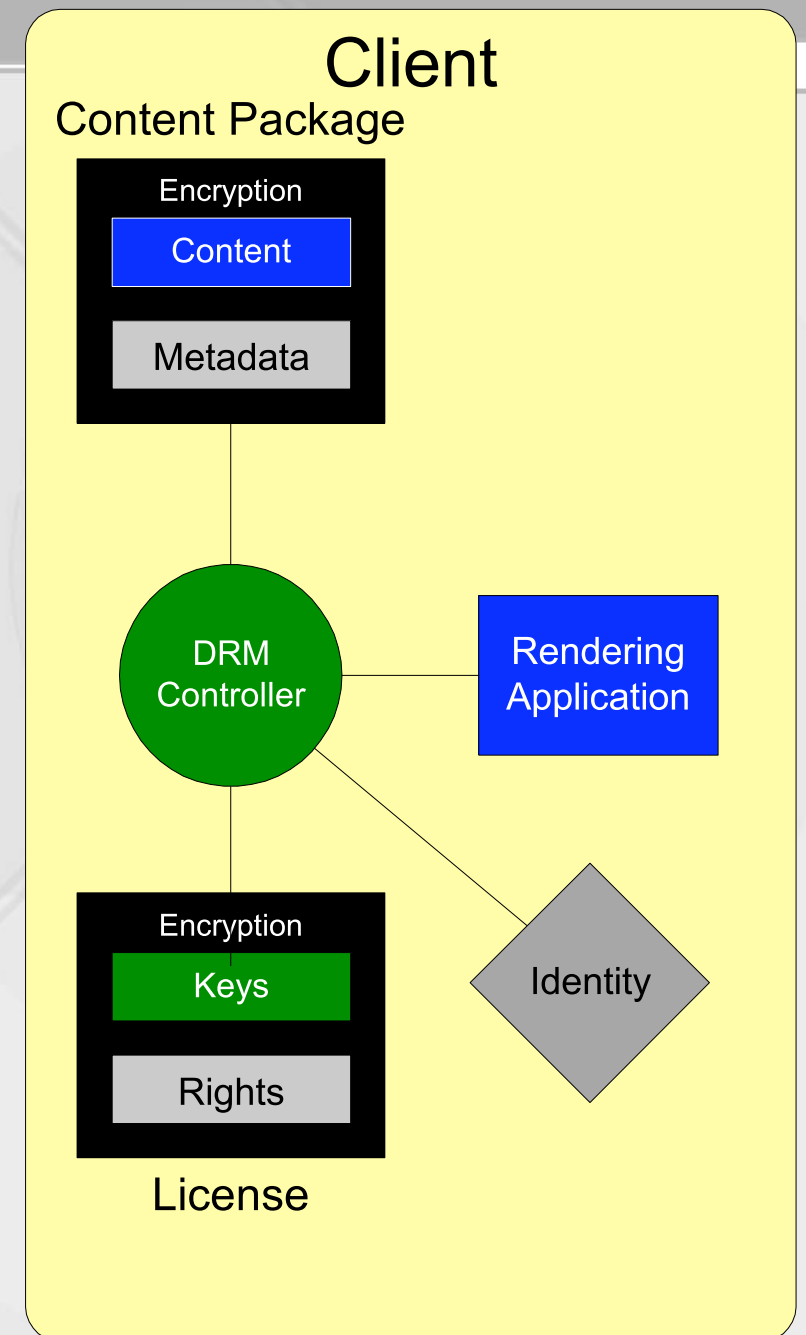 Client
Content Package
Encryption
Content
Metadata
DRM
Controller
Rendering
Application
Encryption
Keys
Rights
Identity
License